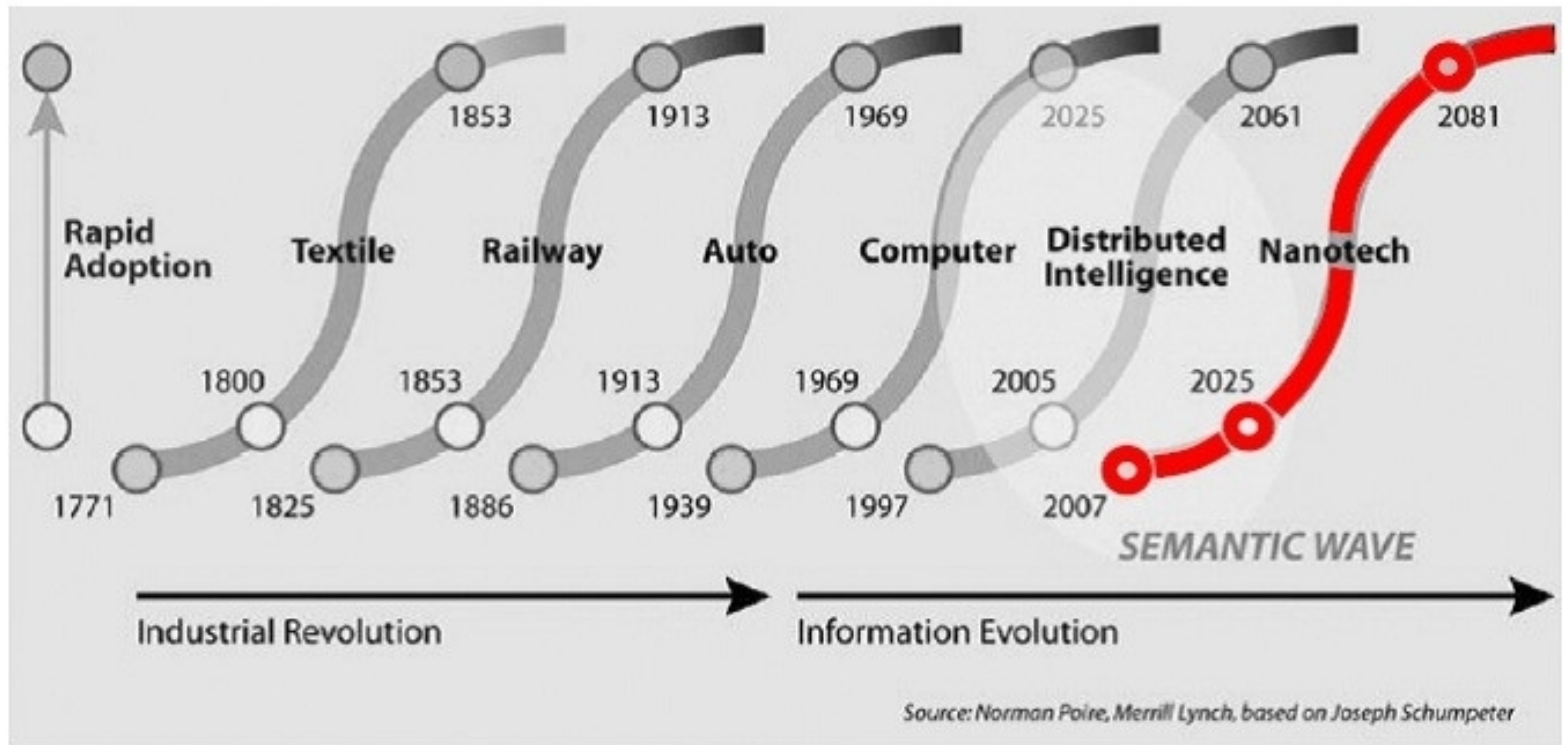 1853
1913
1969
2025
2061
2081
Rapid
Adoption
Textile
Railway
Auto
Computer
Distributed
Intelligence
Nanotech
1800
1853
1913
1969
2005
2025
1771
1825
1886
1939
1997
2007
SEMANTIC WAVE
Industrial Revolution
Information Evolution
Source: Norman Poire, Merrill Lynch, based on Joseph Schumpeter